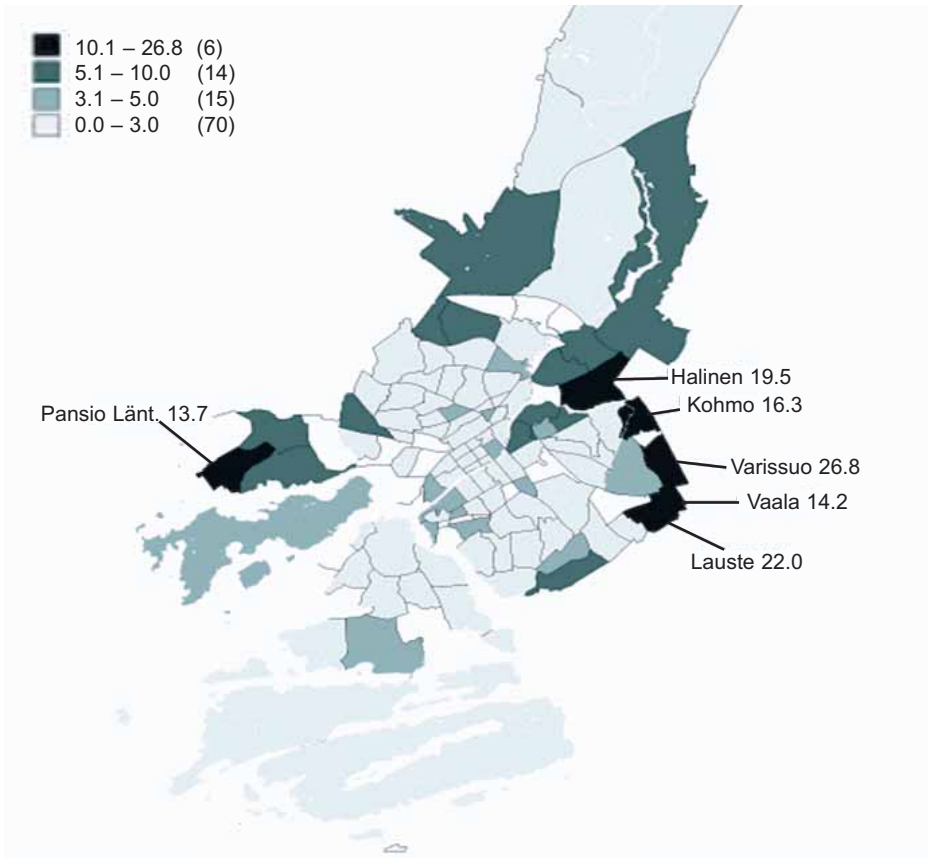 10.1 – 26.8 (6)
5.1 – 10.0 (14)
3.1 – 5.0 (15)
0.0 – 3.0 (70)
Halinen 19.5
Kohmo 16.3
Pansio Länt. 13.7
Varissuo 26.8
Vaala 14.2
Lauste 22.0